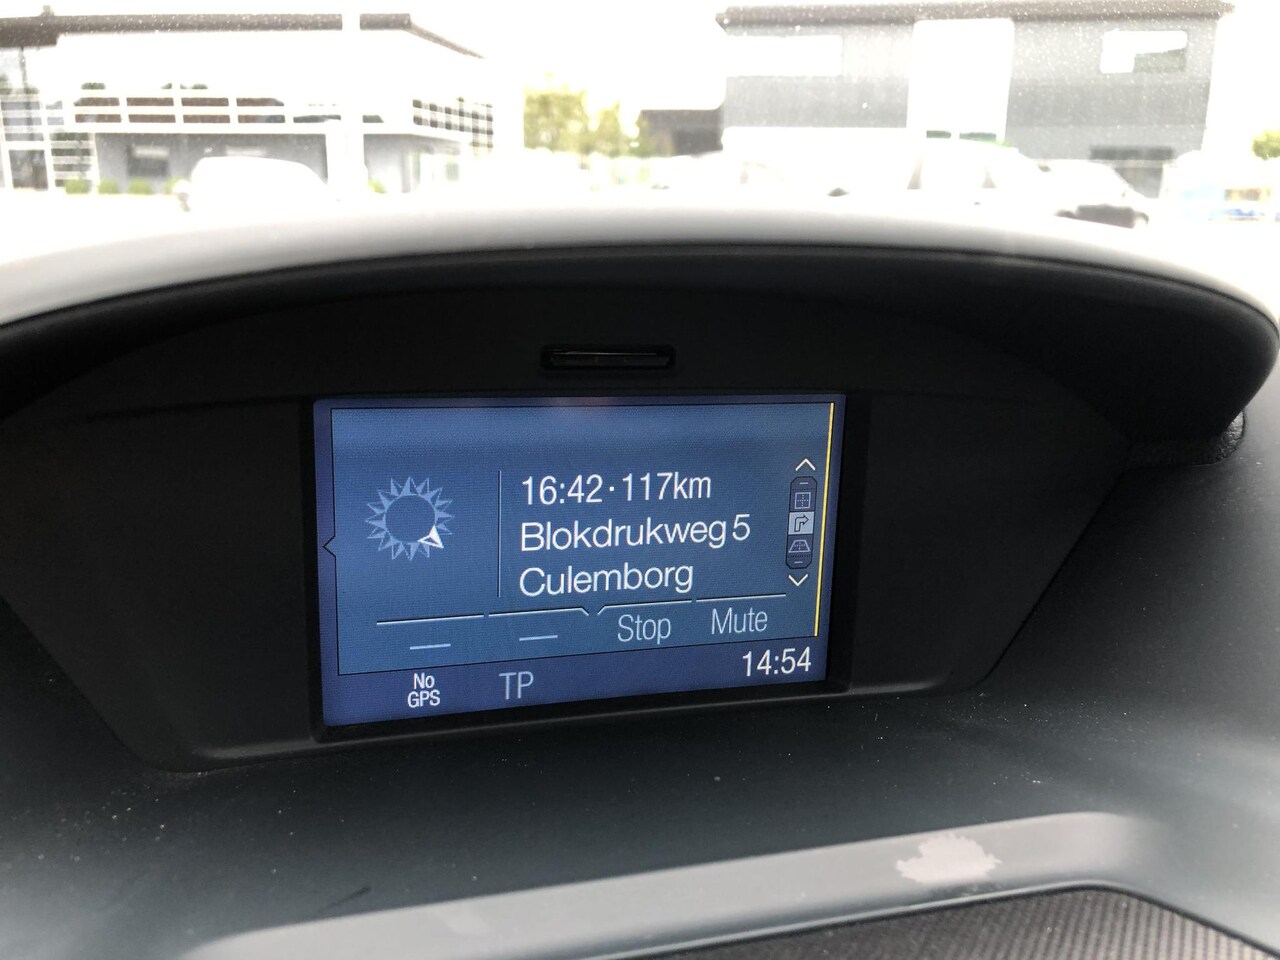 16:42·117km
Blokdrukweg 5
Culemborg
Stop Mute
No
GPS
TP
14:54